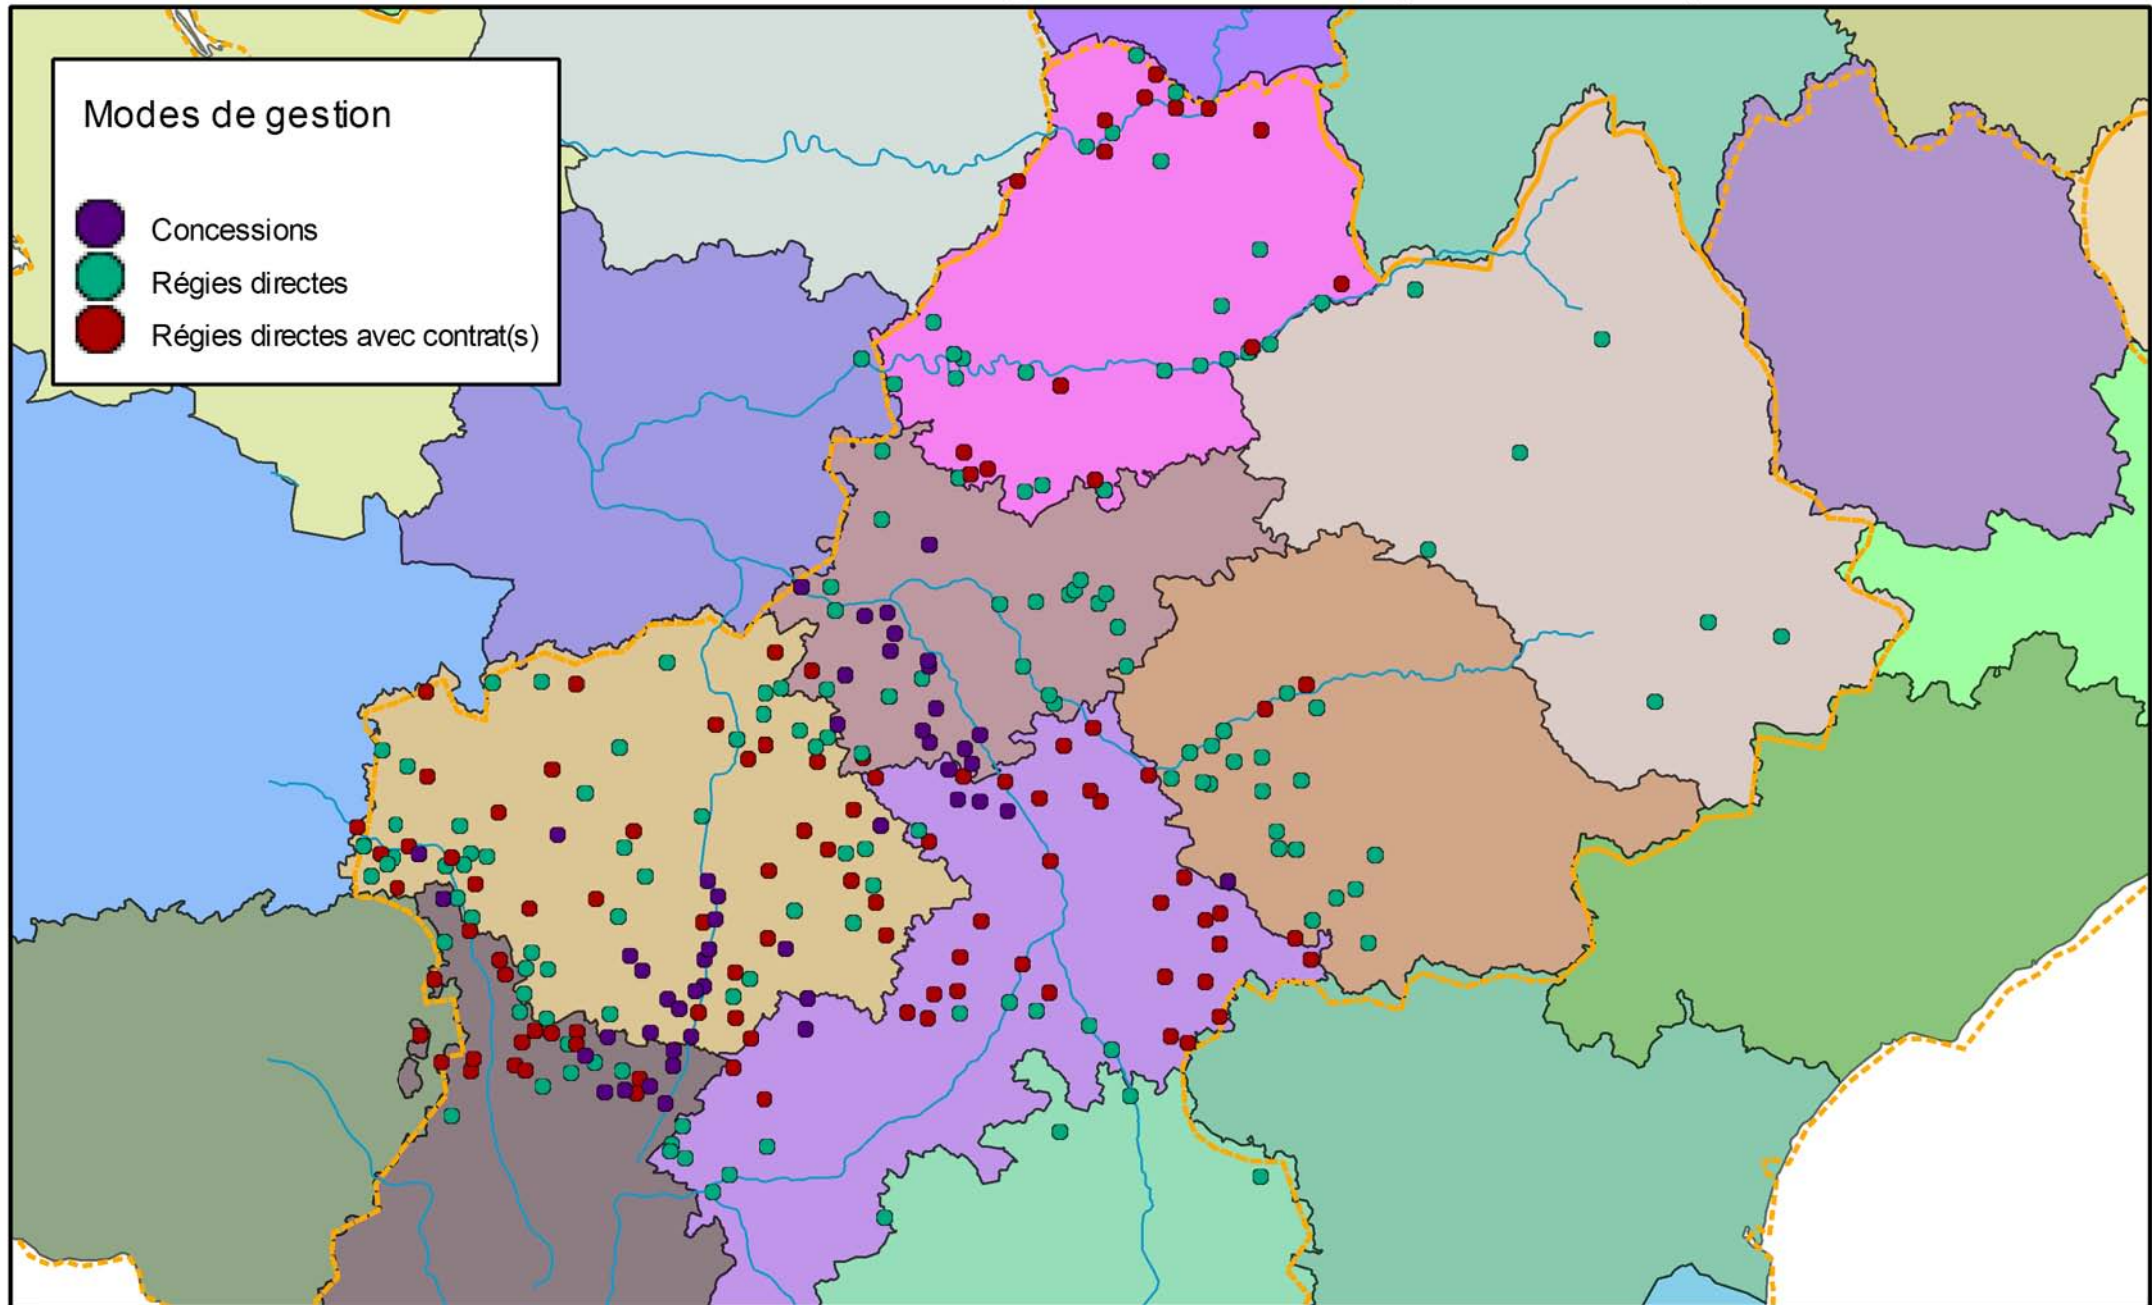 Modes de gestion
Concessions
Régies directes
Régies directes avec contrat(s)